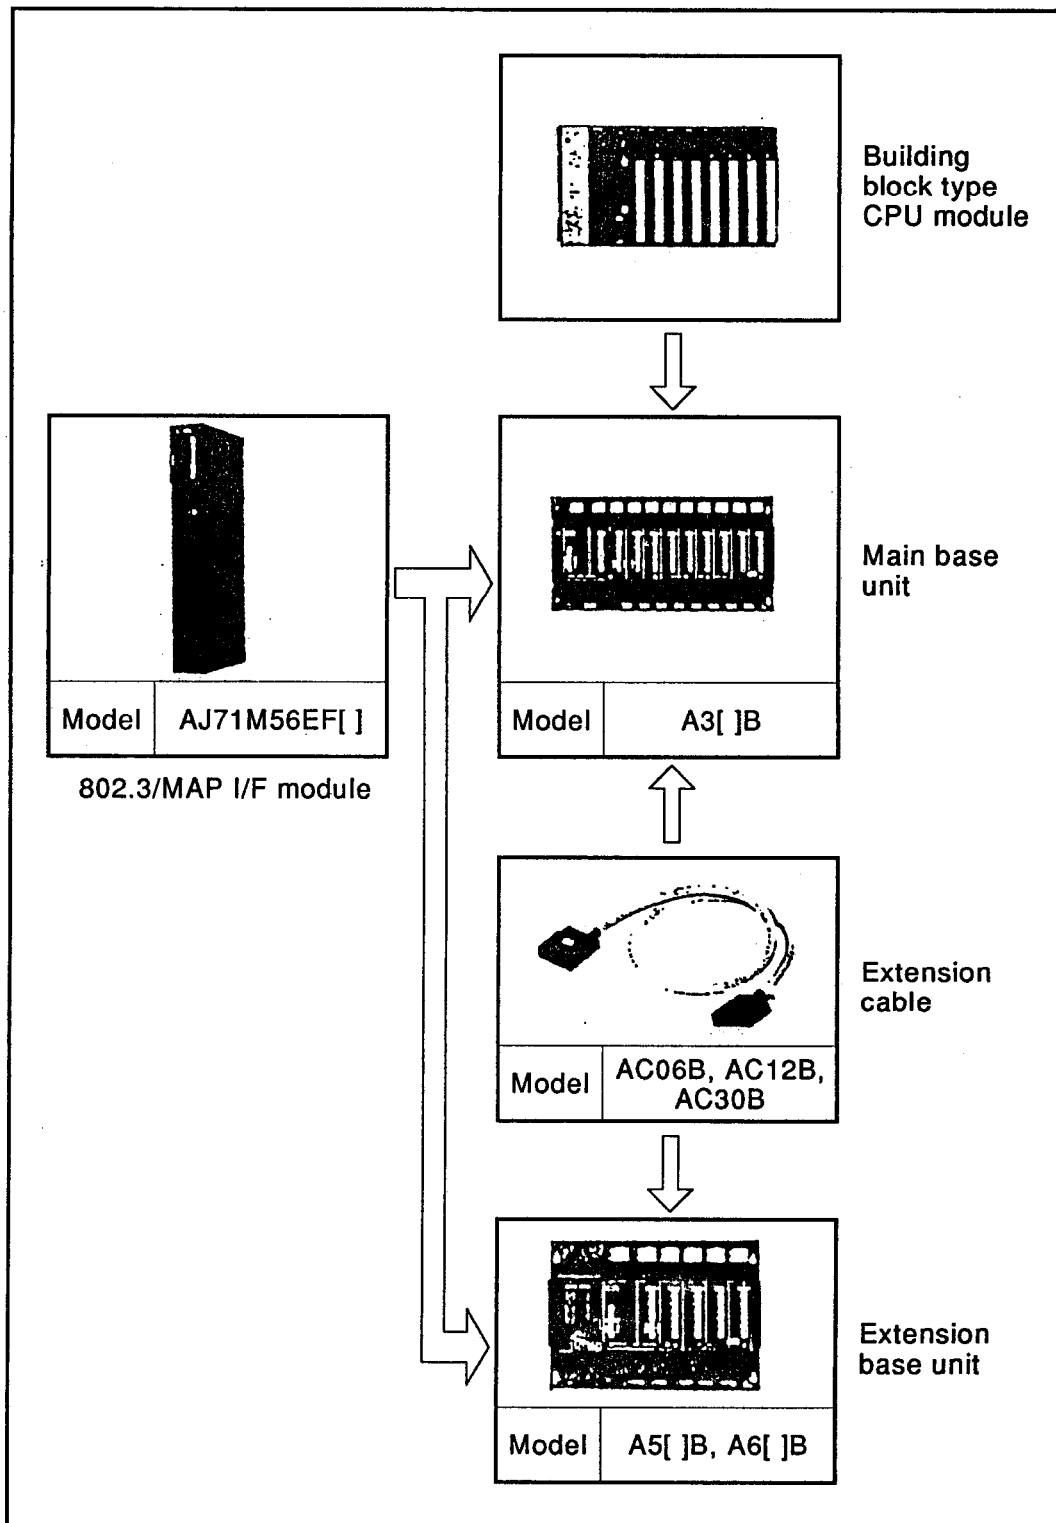 Building
block type
CPU module
Main base
unit
Model AJ71M56EF[ ]
Model A3[ ]B
802.3/MAP I/F module
Extension
cable
Model AC06B, AC12B,
AC30B
Extension
base unit
Model A5[ ]B, A6[ ]B